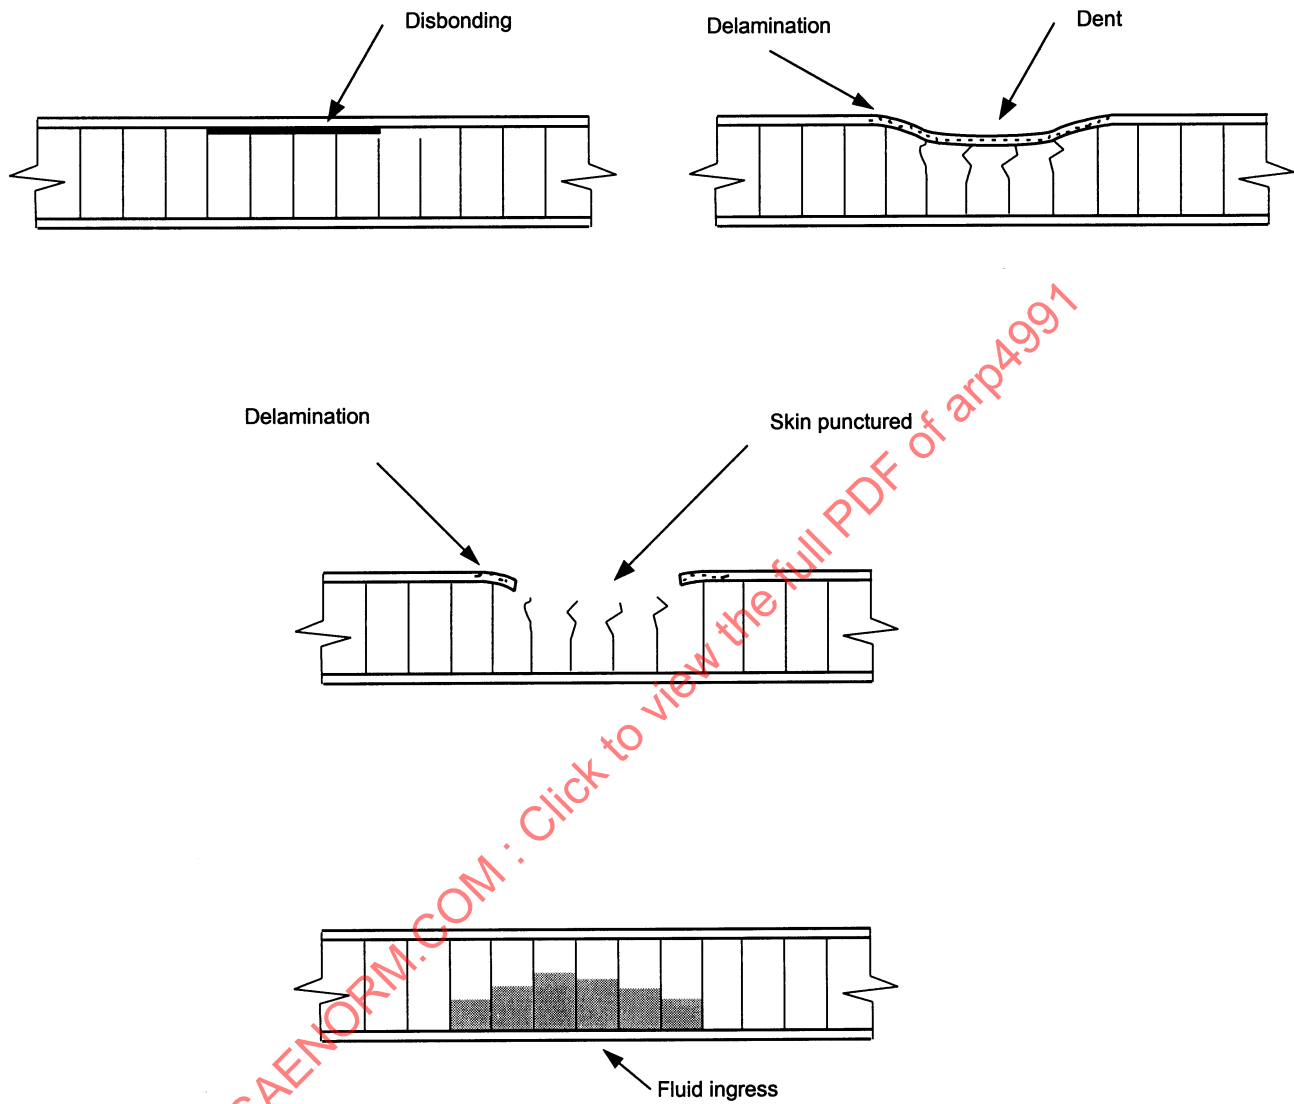 Disbonding
Delamination
Dent
Delamination
Skin punctured
Fluid ingress
SAENORM.COM : Click to view the full PDF of arp4991